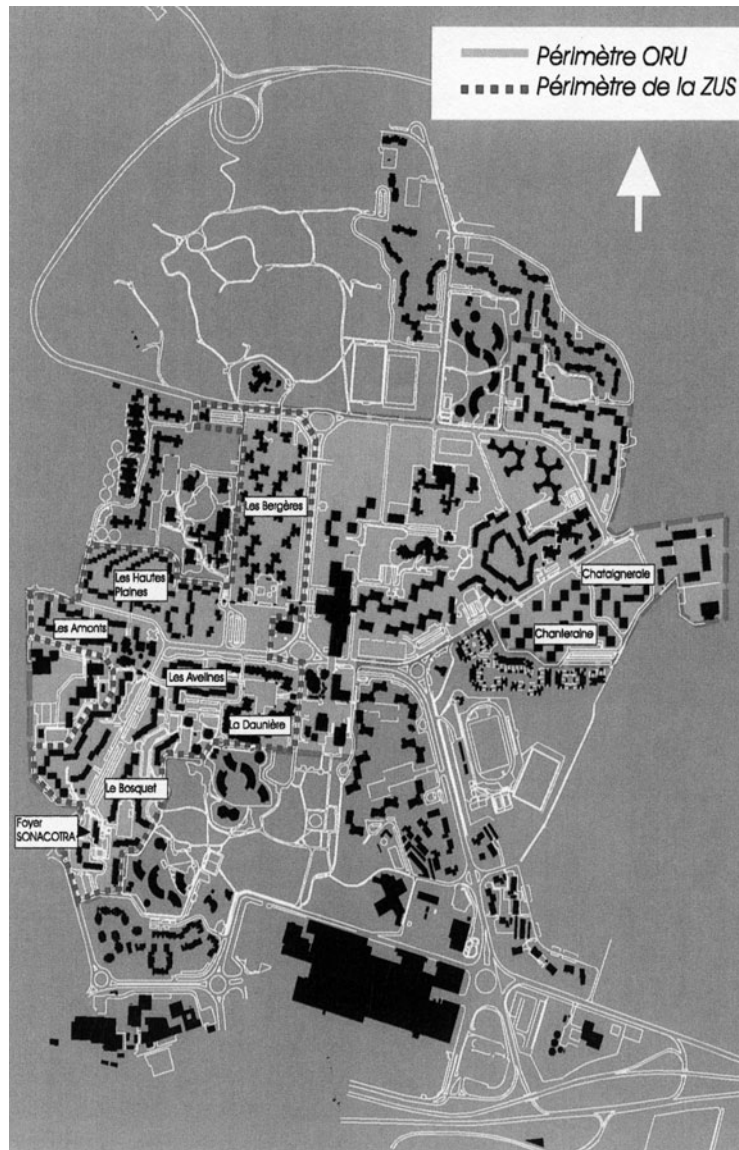 Périmètre ORU
Périmètre de la ZUS
Les Bergères
Chataigneraie
Les Hautes
Plaines
Chanteraine
Les Amonts
Les Avelines
La Daunière
Le Bosquet
Foyer
SONACOTRA